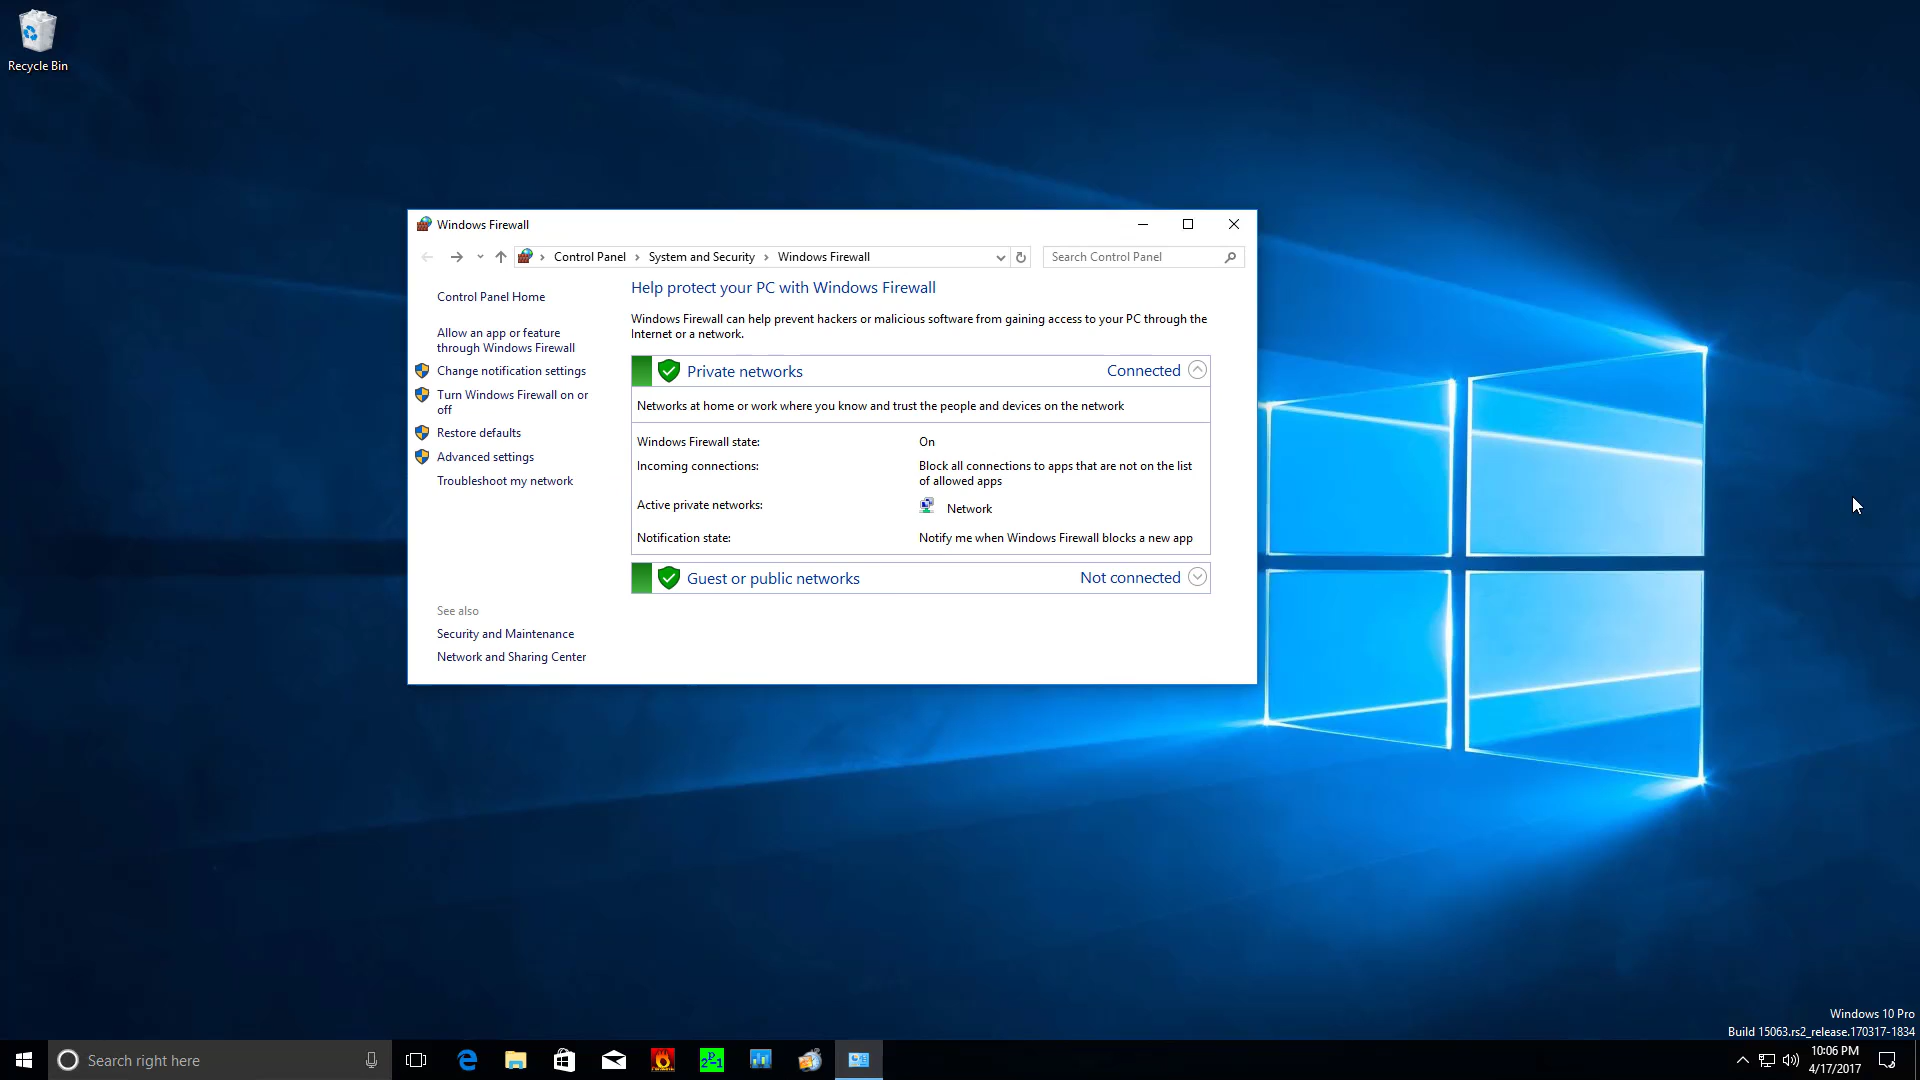 Recycle Bin
Windows Firewall
Control Panel
System and Security
Windows Firewall
Search Control Panel
Control Panel Home
Allow an app or feature
through Windows Firewall
Change notification settings
Turn Windows Firewall on or
off
Restore defaults
Advanced settings
Troubleshoot my network
See also
Security and Maintenance
Network and Sharing Center
Help protect your PC with Windows Firewall
Windows Firewall can help prevent hackers or malicious software from gaining access to your PC through the
Internet or a network.
Private networks Connected
Networks at home or work where you know and trust the people and devices on the network
Windows Firewall state: On
Incoming connections: Block all connections to apps that are not on the list
of allowed apps
Active private networks: Network
Notification state: Notify me when Windows Firewall blocks a new app
Guest or public networks Not connected
Windows 10 Pro
Build 15063.rs2_release.170317-1834
Search right here
10:06 PM
4/17/2017